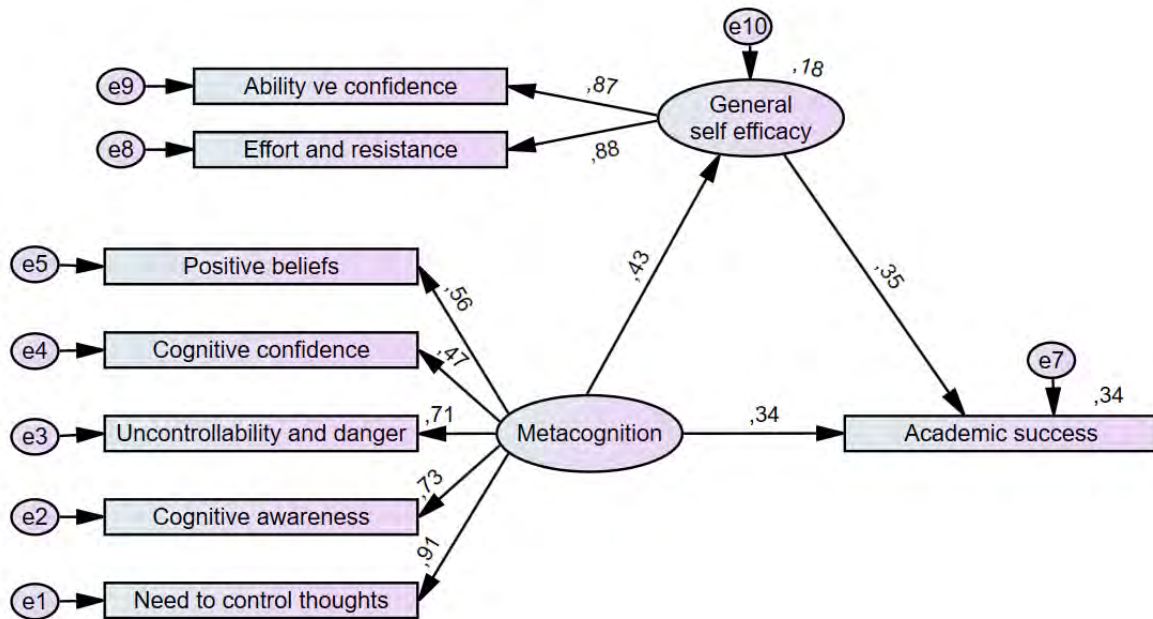 e10
,18
e9
Ability ve confidence
,87
General
self efficacy
e8
Effort and resistance
,88
e5
Positive beliefs
,56
,43
,35
e4
Cognitive confidence
,47
e7
,34
e3
Uncontrollability and danger
,71
Metacognition
,34
Academic success
e2
Cognitive awareness
,73
e1
Need to control thoughts
,91